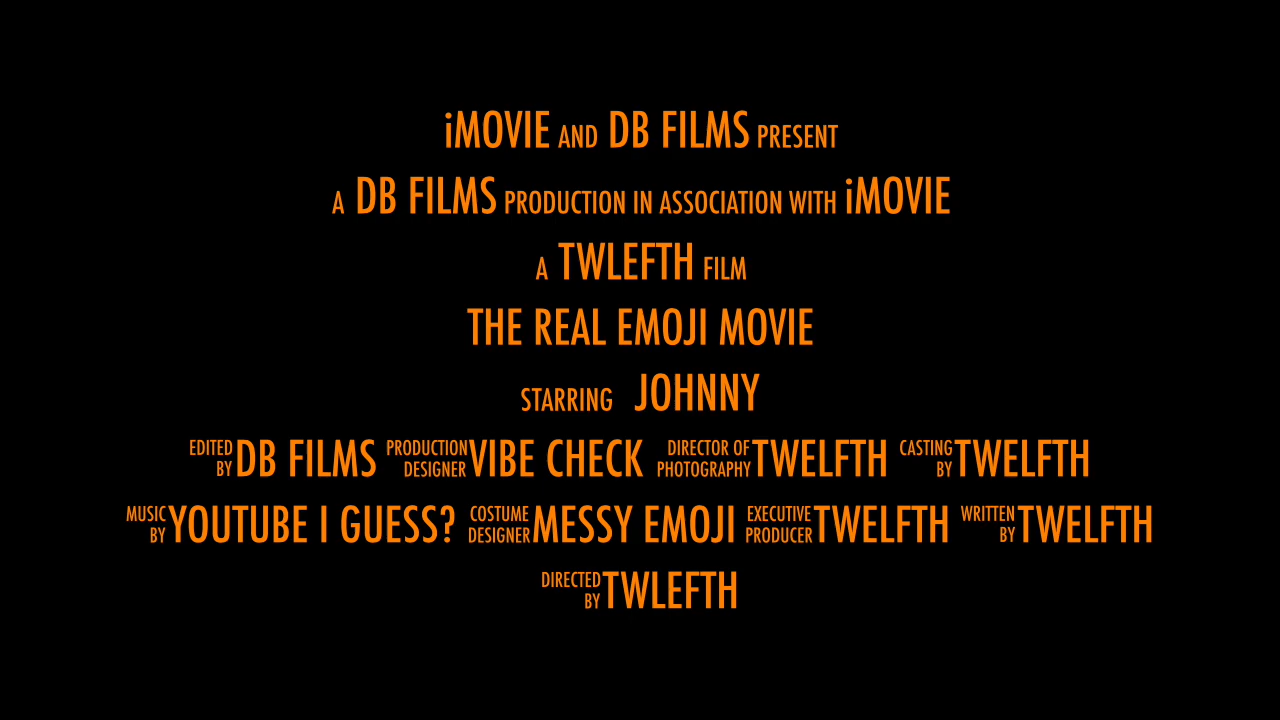 iMOVIE AND DB FILMS PRESENT
A DB FILMS PRODUCTION IN ASSOCIATION WITH iMOVIE
A TWLEFTH FILM
THE REAL EMOJI MOVIE
STARRING JOHNNY
EDITED BY DB FILMS PRODUCTION DESIGNER VIBE CHECK DIRECTOR OF PHOTOGRAPHY TWELFTH CASTING BY TWELFTH
MUSIC BY YOUTUBE I GUESS? COSTUME DESIGNER MESSY EMOJI EXECUTIVE PRODUCER TWELFTH WRITTEN BY TWELFTH
DIRECTED BY TWLEFTH